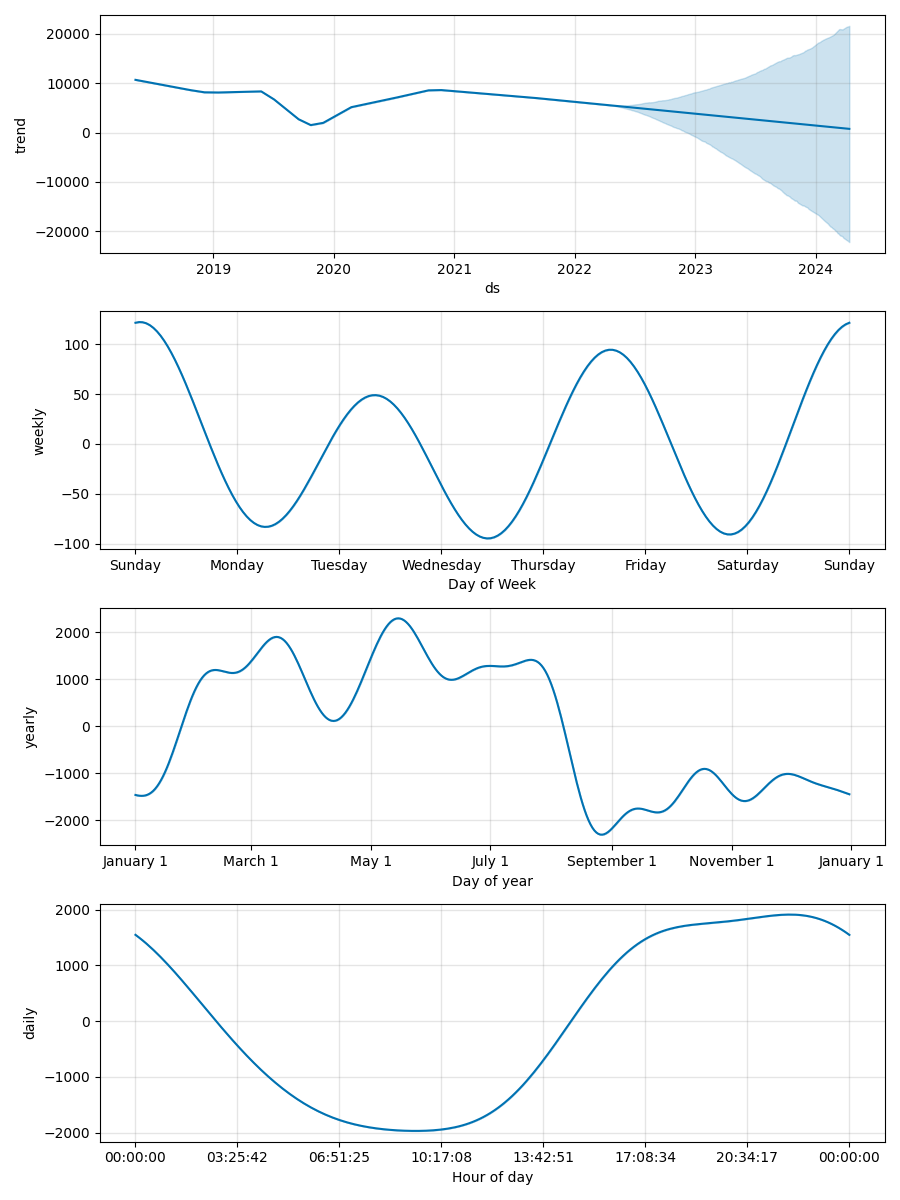 20000
10000
0
−10000
−20000
trend
2019 2020 2021 2022 2023 2024
ds
100
50
0
−50
−100
weekly
Sunday Monday Tuesday Wednesday Thursday Friday Saturday Sunday
Day of Week
2000
1000
0
−1000
−2000
yearly
January 1 March 1 May 1 July 1 September 1 November 1 January 1
Day of year
2000
1000
0
−1000
−2000
daily
00:00:00 03:25:42 06:51:25 10:17:08 13:42:51 17:08:34 20:34:17 00:00:00
Hour of day